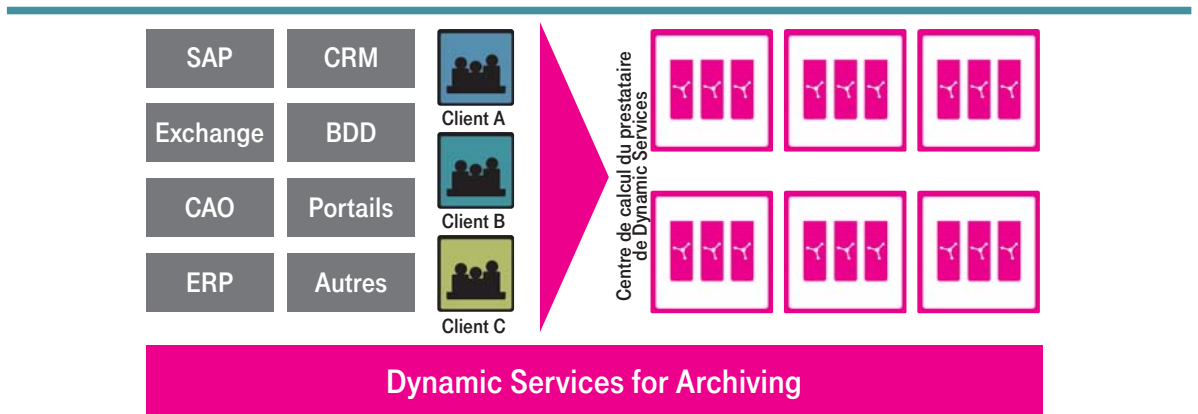 SAP
CRM
Exchange
BDD
CAO
Portails
ERP
Autres
Client A
Client B
Client C
Centre de calcul du prestataire
de Dynamic Services
Dynamic Services for Archiving